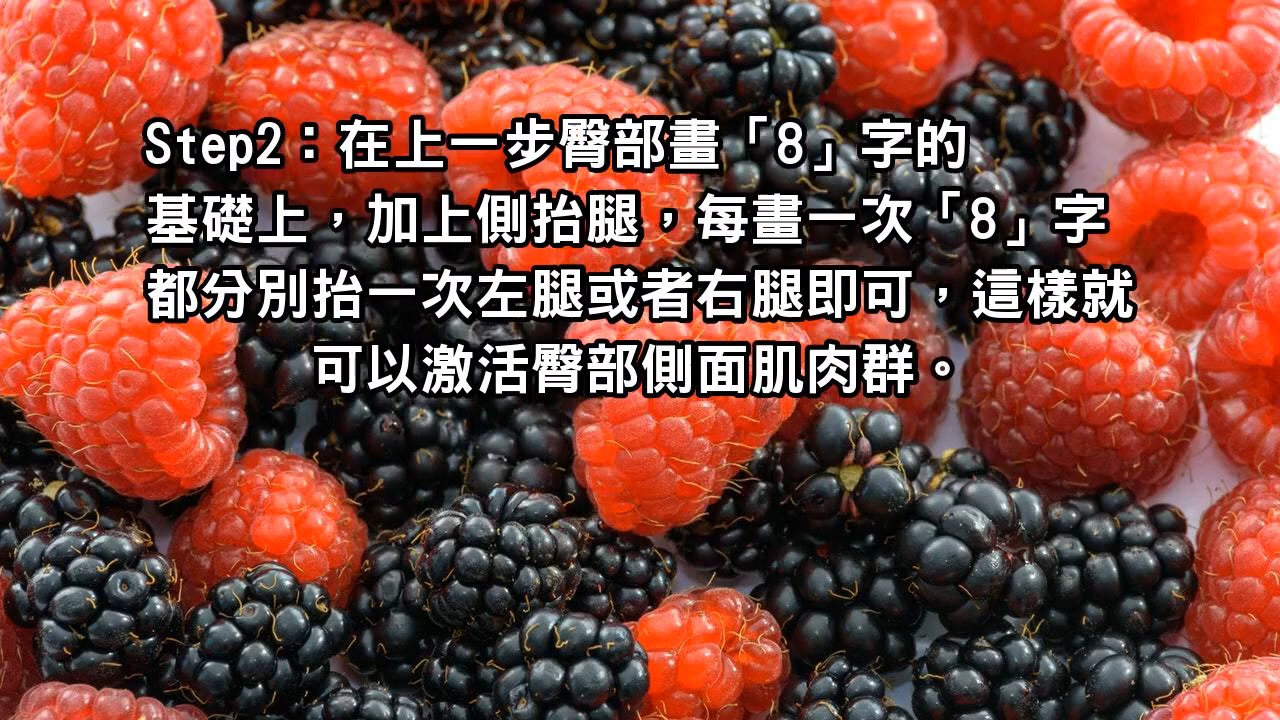 Step2：在上一步臀部畫「8」字的
基礎上，加上側抬腿，每畫一次「8」字
都分別抬一次左腿或者右腿即可，這樣就
可以激活臀部側面肌肉群。